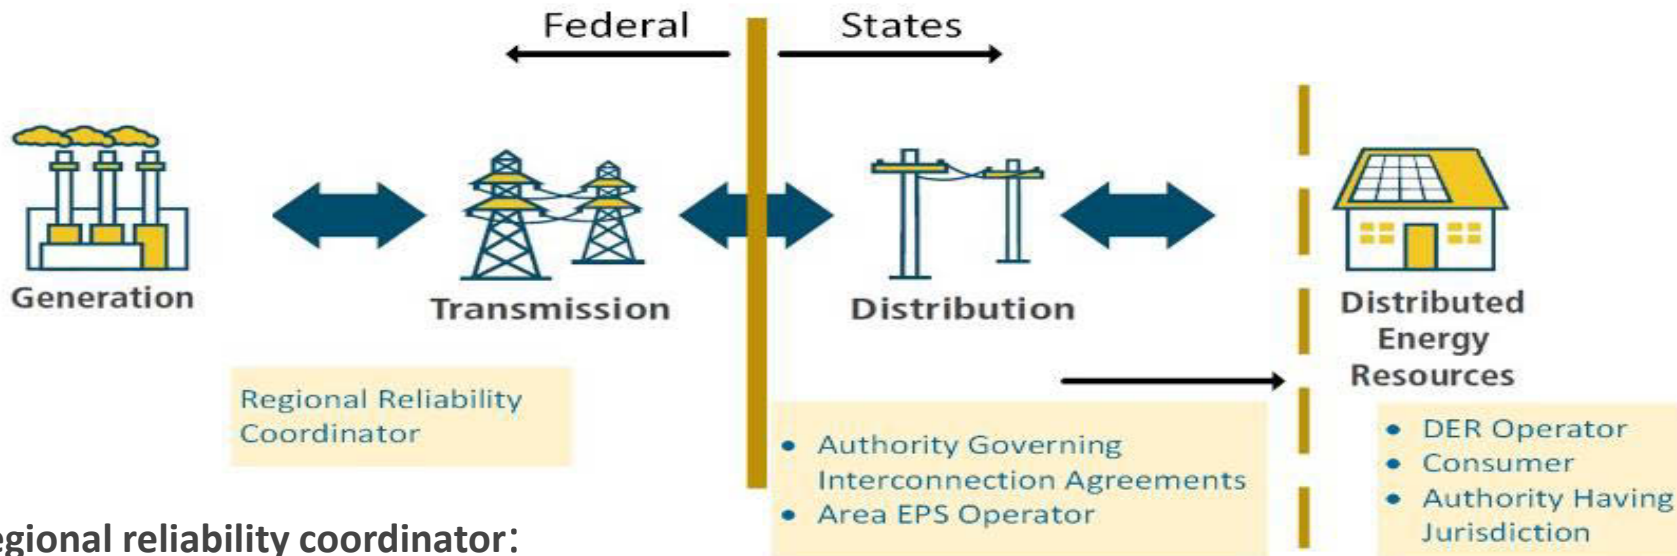 Federal
States
Generation
Transmission
Distribution
Distributed
Energy
Resources
Regional Reliability
Coordinator
• Authority Governing
Interconnection Agreements
• Area EPS Operator
• DER Operator
• Consumer
• Authority Having
Jurisdiction
egional reliability coordinator: